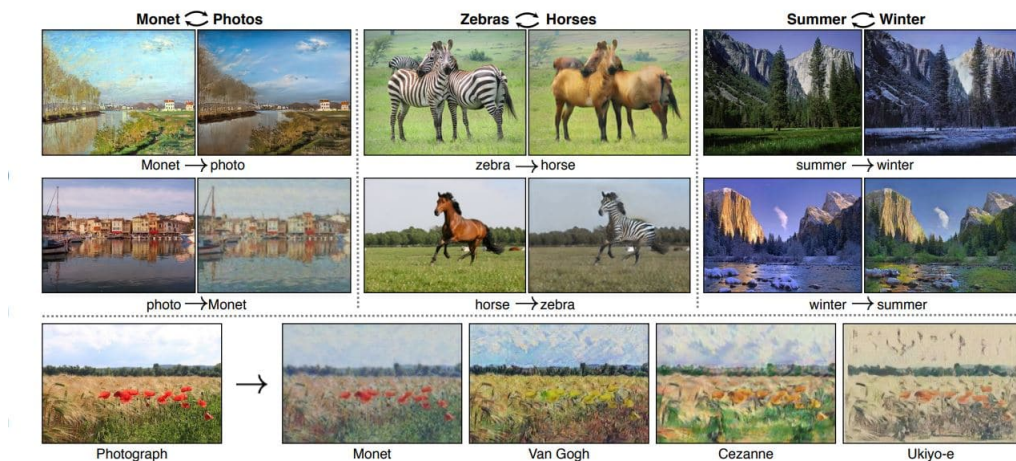 Monet Photos
Zebras Horses
Summer Winter
Monet → photo
zebra → horse
summer → winter
photo → Monet
horse → zebra
winter → summer
Photograph
Monet
Van Gogh
Cezanne
Ukiyo-e